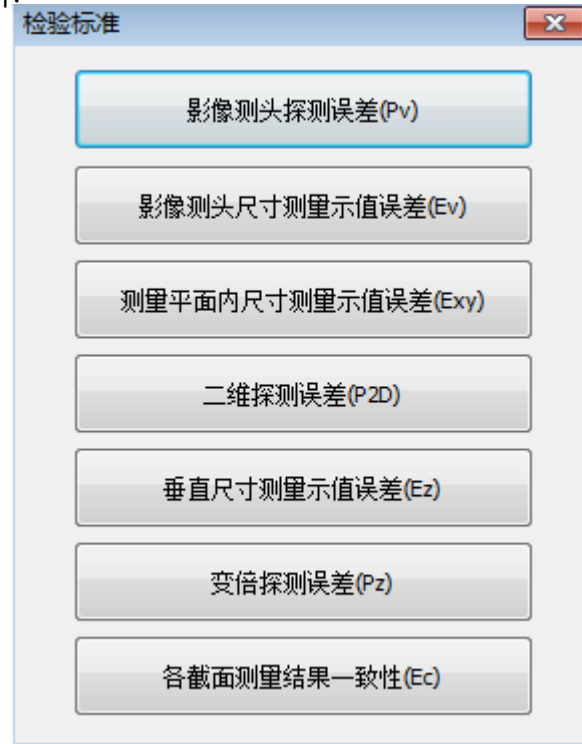 检验标准
影像测头探测误差(Pv)
影像测头尺寸测量示值误差(Ev)
测量平面内尺寸测量示值误差(Exy)
二维探测误差(P2D)
垂直尺寸测量示值误差(Ez)
变倍探测误差(Pz)
各截面测量结果一致性(Ec)